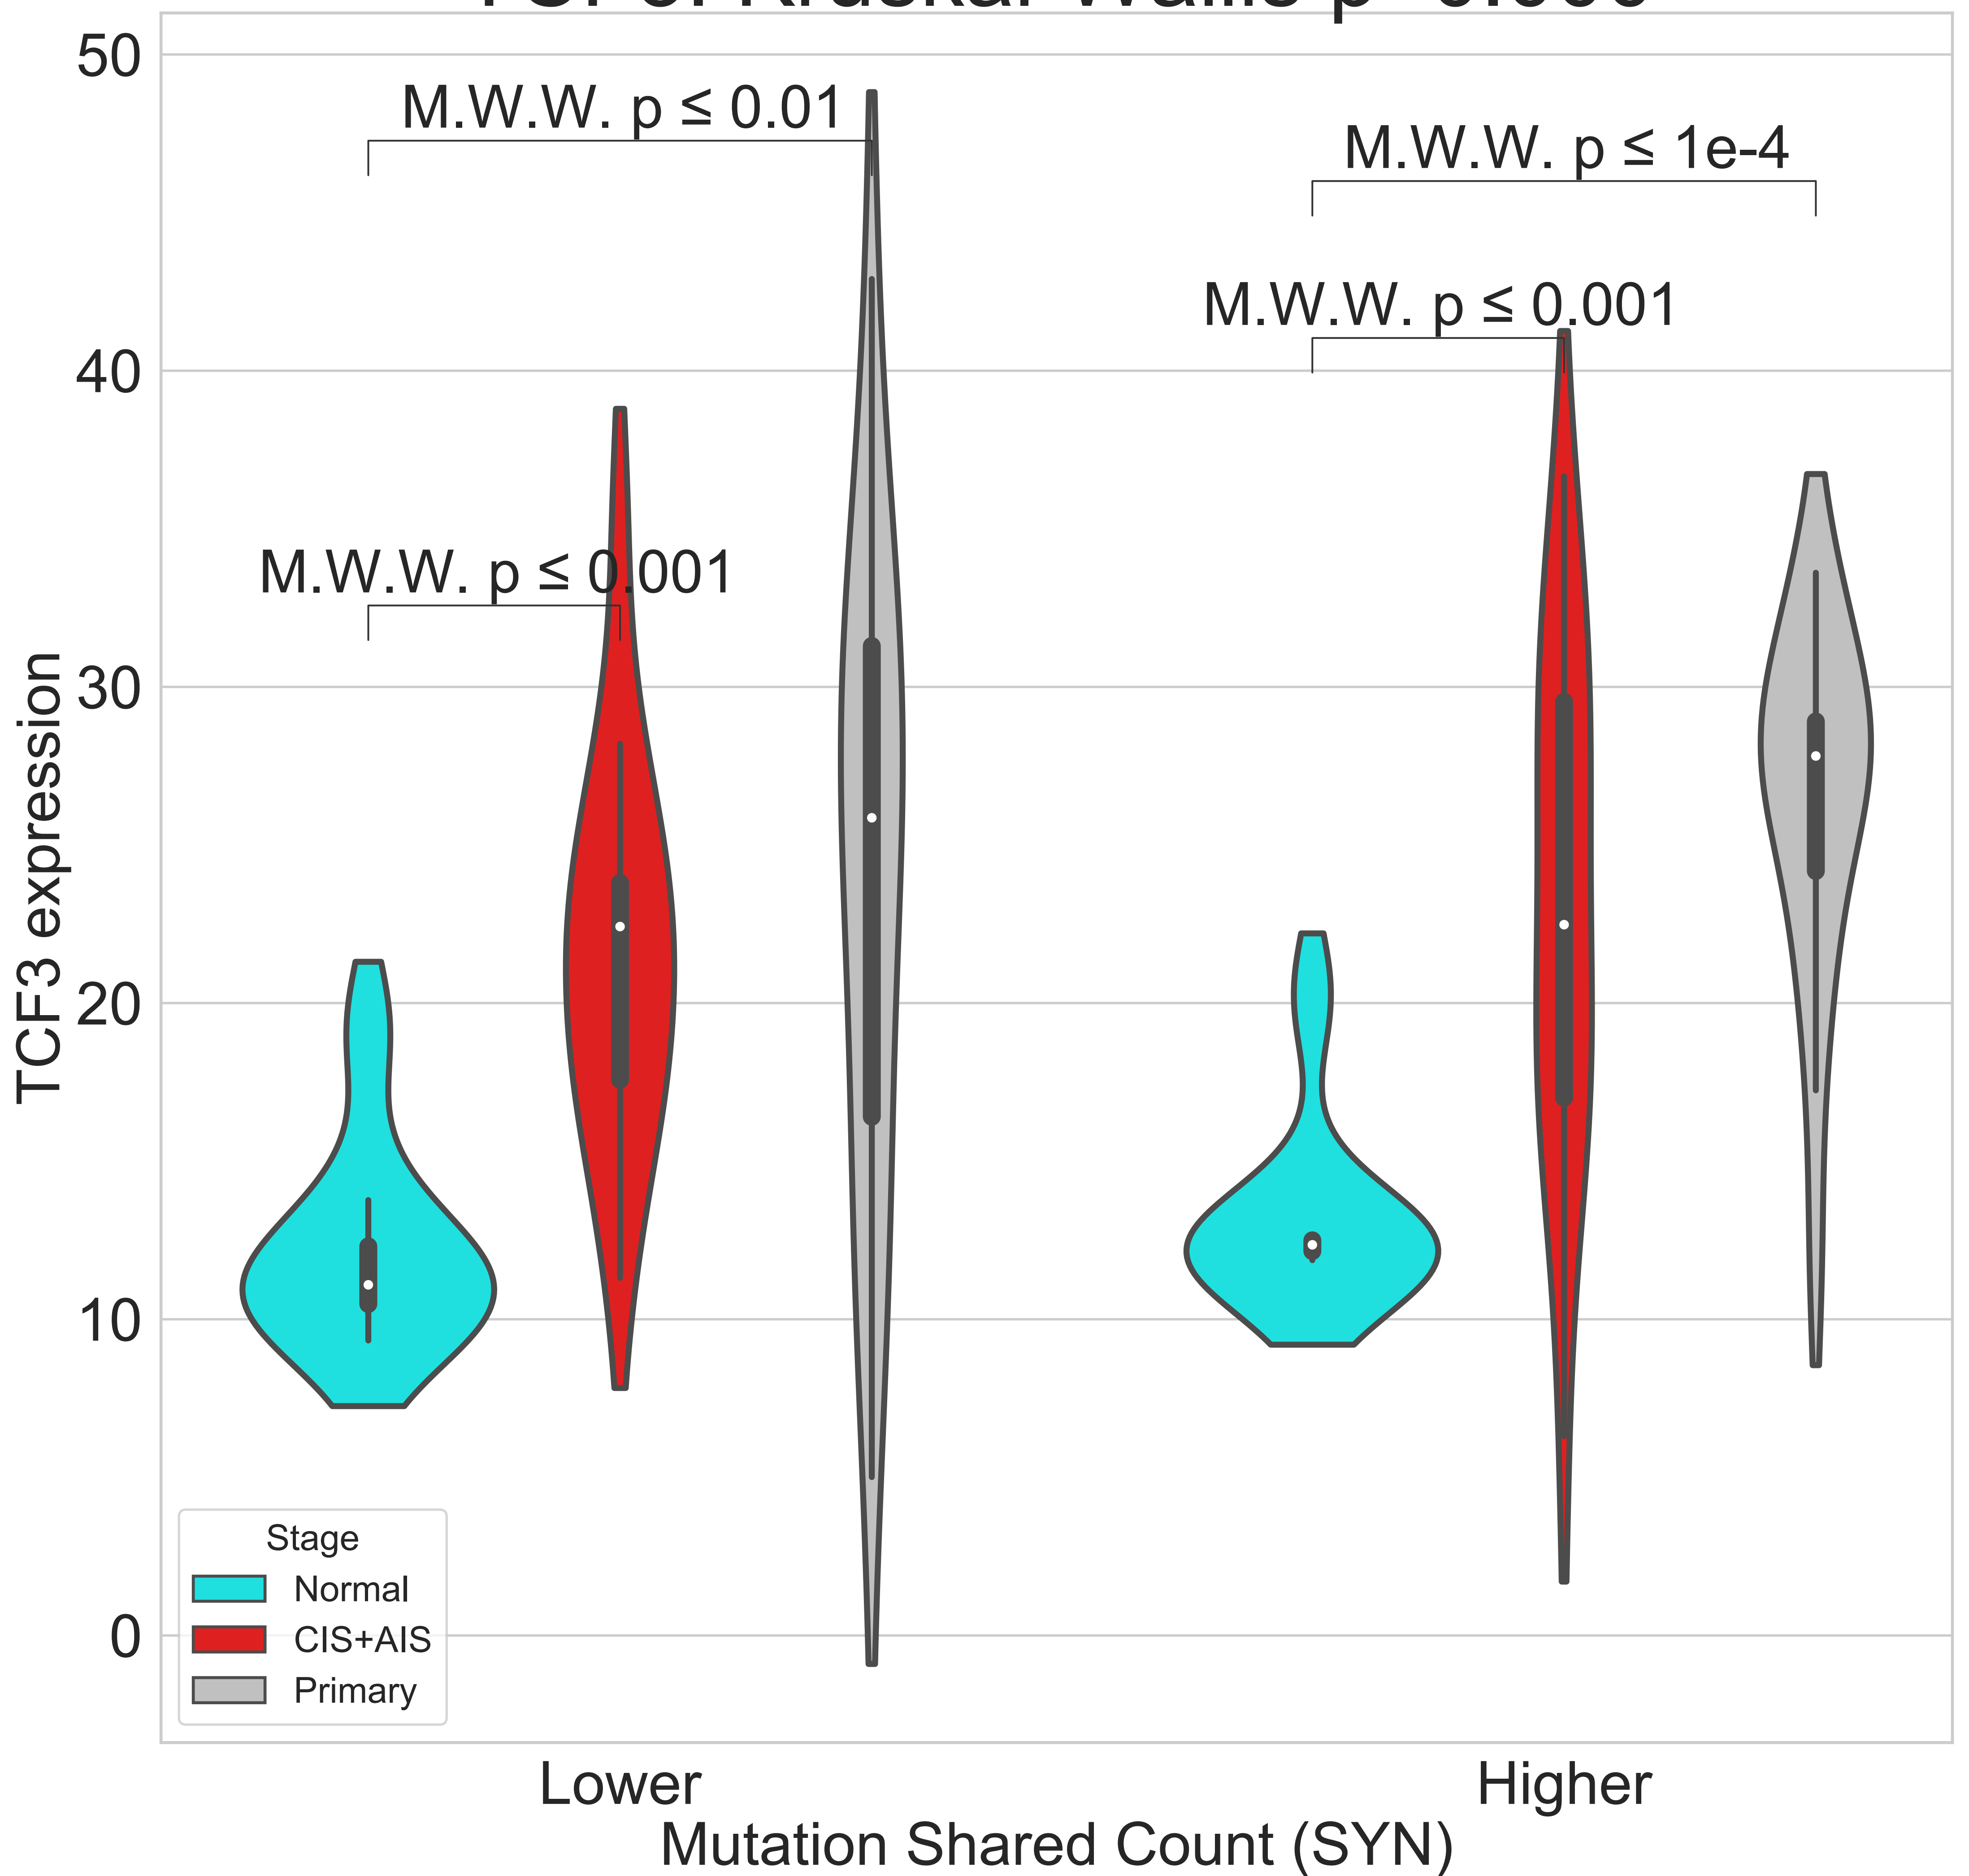 50
40
30
20
10
0
TCF3 expression
M.W.W. p ≤ 0.01
M.W.W. p ≤ 1e-4
M.W.W. p ≤ 0.001
M.W.W. p ≤ 0.001
Stage
Normal
CIS+AIS
Primary
Lower
Higher
Mutation Shared Count (SYN)